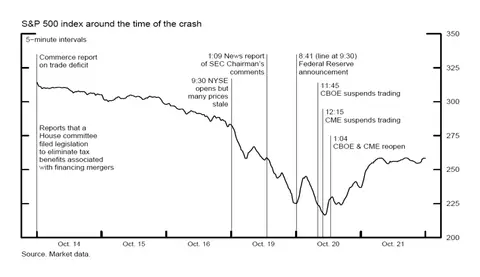 S&P 500 index around the time of the crash
5-minute intervals
350
Commerce report
on trade deficit
1:09 News report
of SEC Chairman's
comments
9:30 NYSE
opens but
many prices
stale
8:41 (line at 9:30)
Federal Reserve
announcement
11:45
CBOE suspends trading
12:15
CME suspends trading
1:04
CBOE & CME reopen
325
300
275
250
225
200
Reports that a
House committee
filed legislation
to eliminate tax
benefits associated
with financing mergers
Oct. 14
Oct. 15
Oct. 16
Oct. 19
Oct. 20
Oct. 21
Source. Market data.